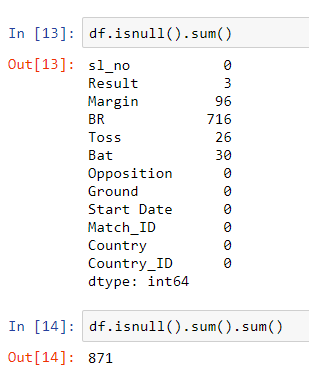 In [13]: df.isnull().sum()
Out[13]: sl_no 0
Result 3
Margin 96
BR 716
Toss 26
Bat 30
Opposition 0
Ground 0
Start Date 0
Match_ID 0
Country 0
Country_ID 0
dtype: int64
In [14]: df.isnull().sum().sum()
Out[14]: 871